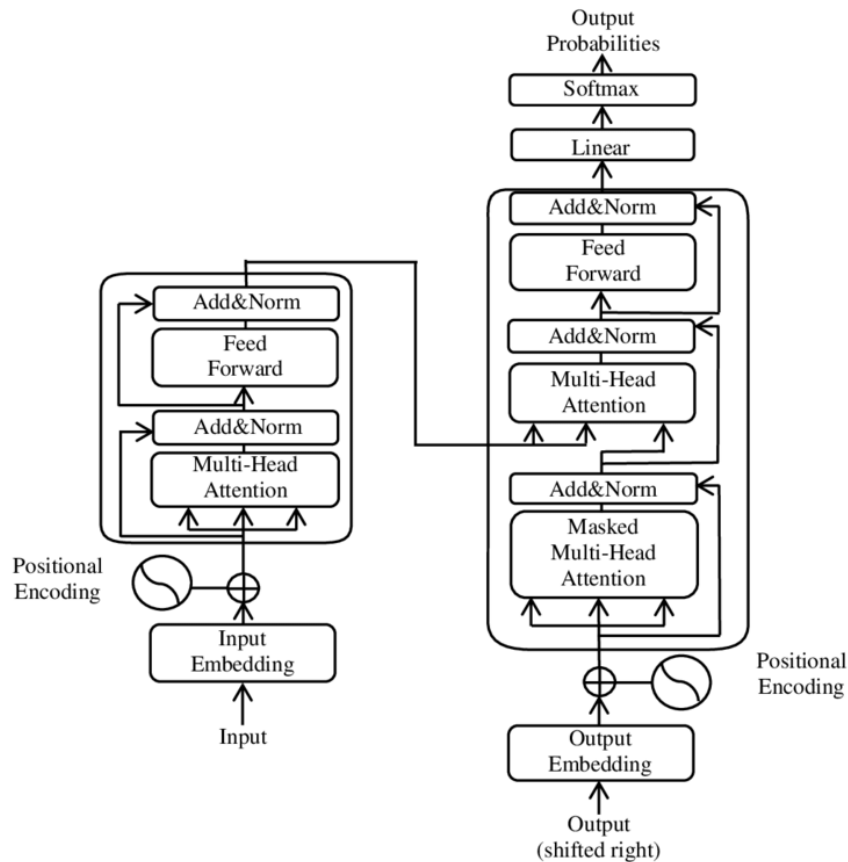 Output
Probabilities
Softmax
Linear
Add&Norm
Feed
Forward
Add&Norm
Multi-Head
Attention
Add&Norm
Masked
Multi-Head
Attention
Positional
Encoding
Output
Embedding
Output
(shifted right)
Add&Norm
Feed
Forward
Add&Norm
Multi-Head
Attention
Positional
Encoding
Input
Embedding
Input